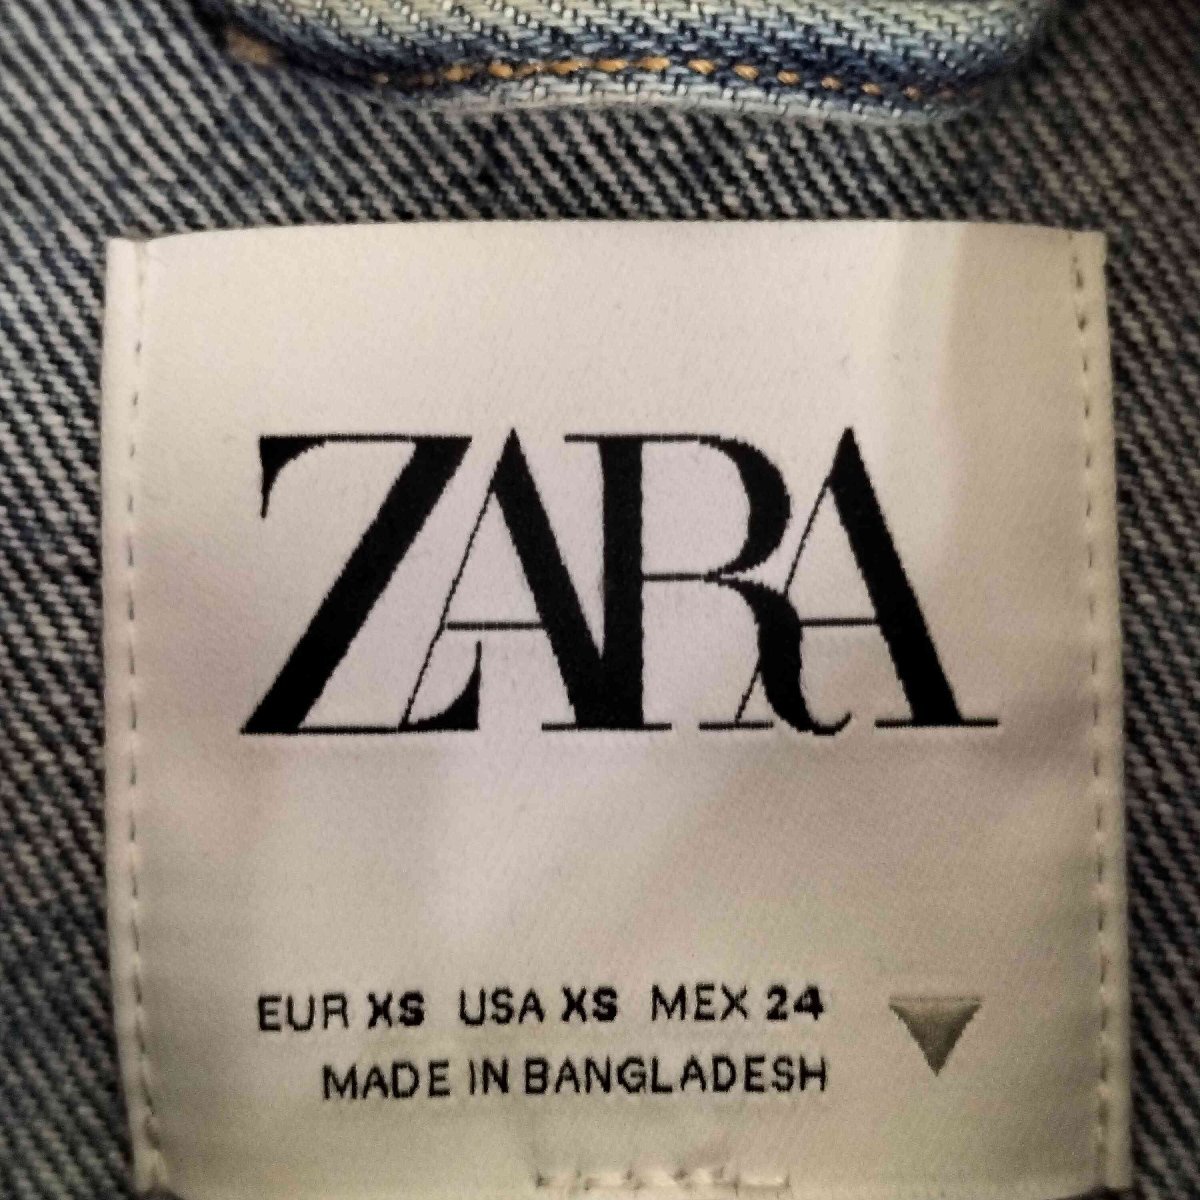 ZARA
EUR XS USA XS MEX 24
MADE IN BANGLADESH